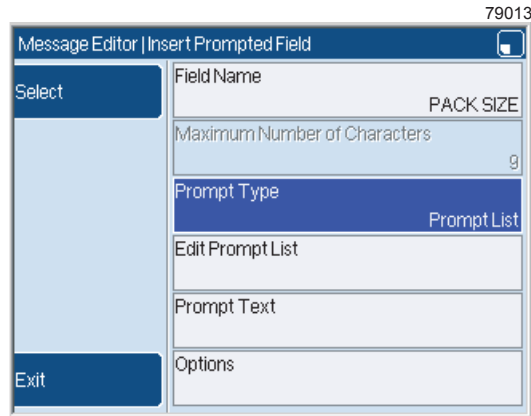 79013
Message Editor | Insert Prompted Field
Select
Field Name
PACK SIZE
Maximum Number of Characters
9
Prompt Type
Prompt List
Edit Prompt List
Prompt Text
Options
Exit